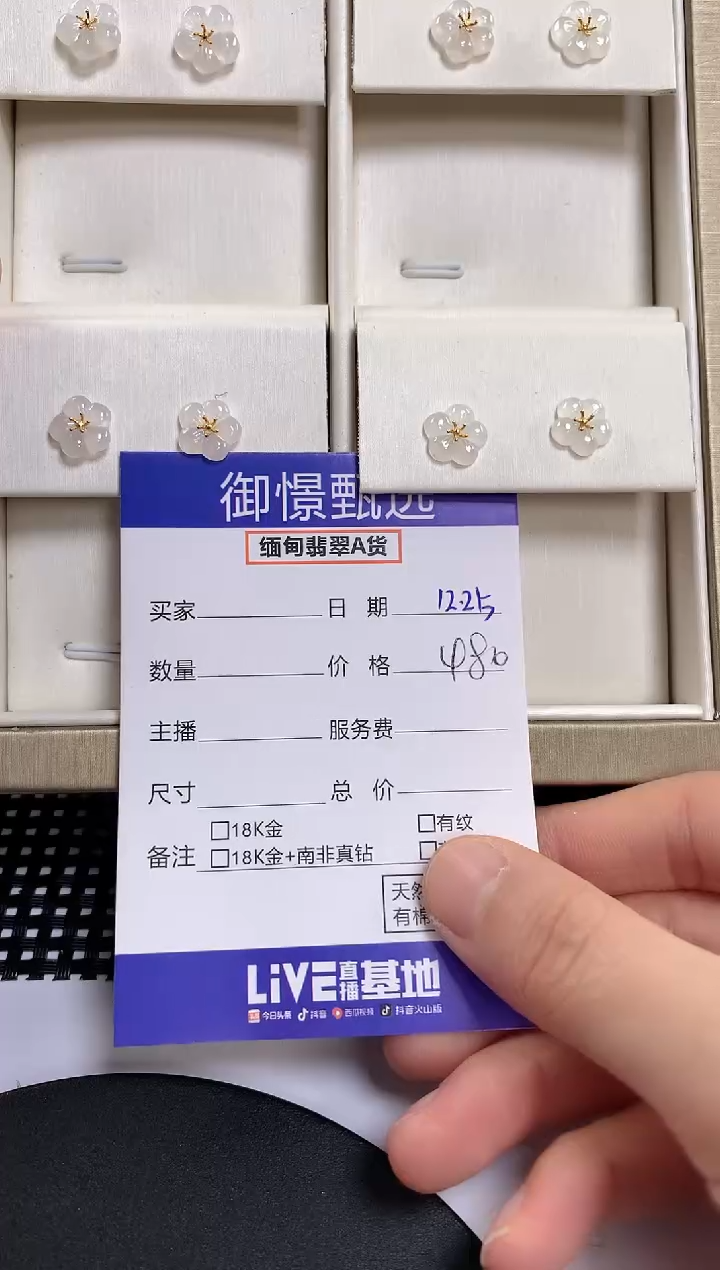 御憬甄选
缅甸翡翠A货
买家 日 期 12.25
数量 价 格 480
主播 服务费
尺寸 总 价
□18K金 □有纹
备注 □18K金+南非真钻 □
天然
有棉
LiVE直播基地
今日头条 抖音 西瓜视频 抖音火山版